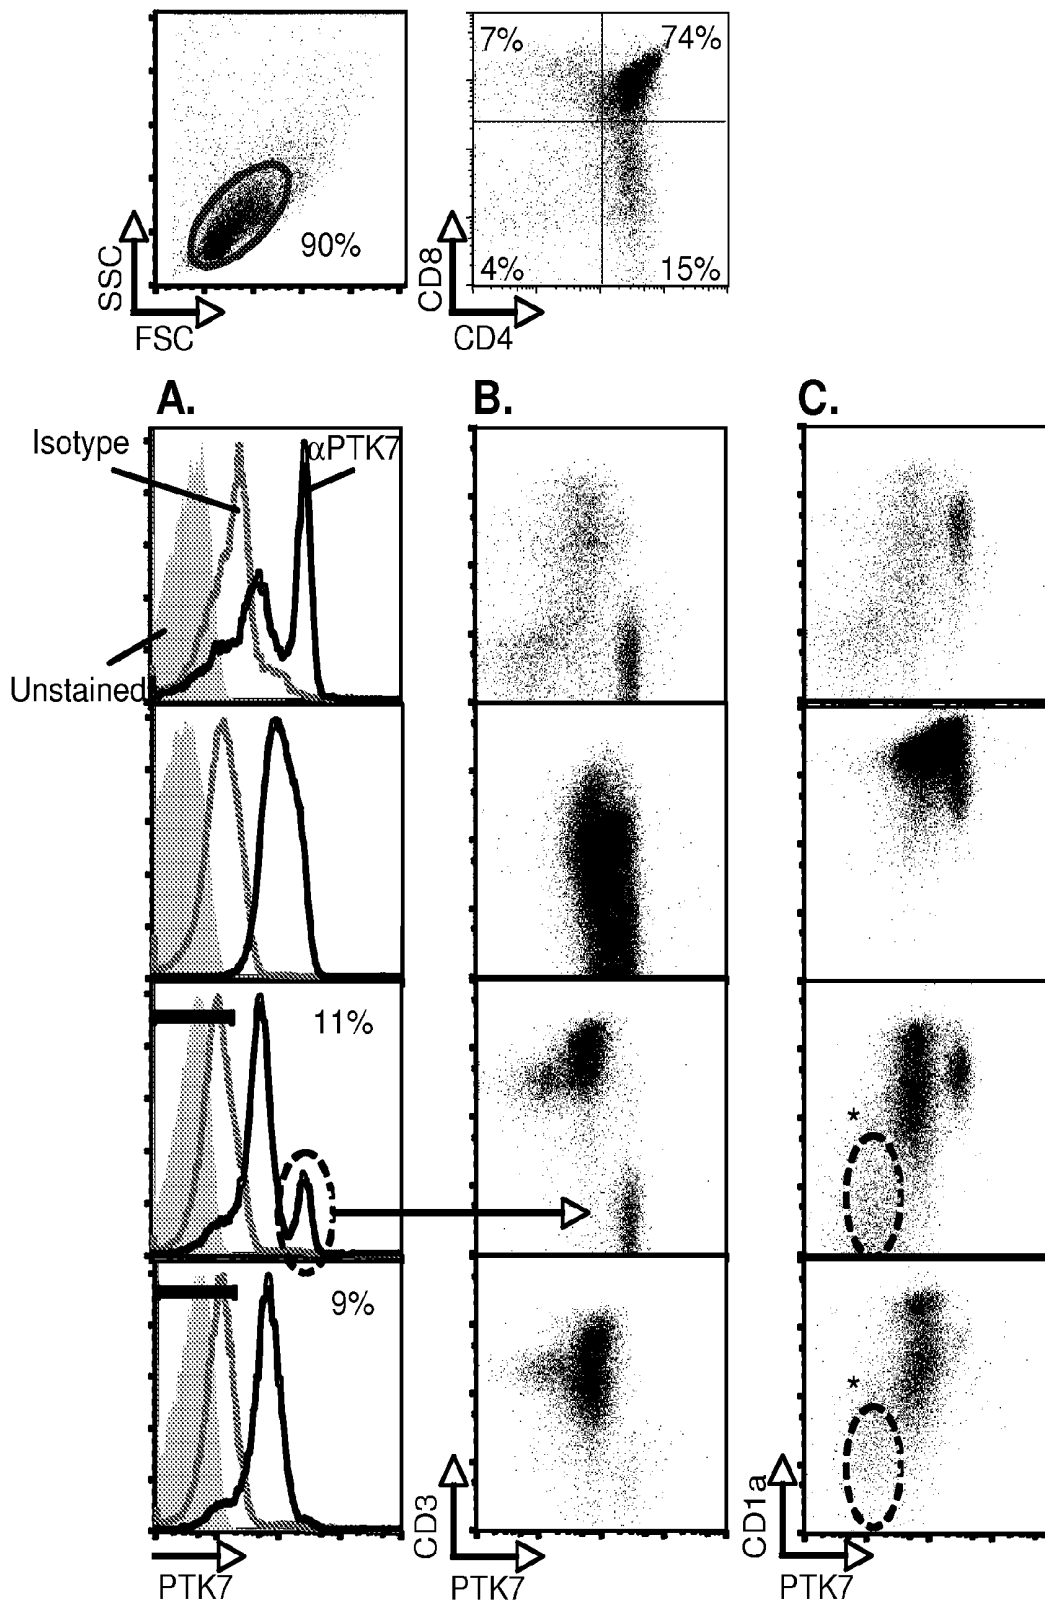 7%
74%
SSC
90%
FSC
CD8
4%
15%
CD4
A.
B.
C.
Isotype
αPTK7
Unstained
11%
*
9%
*
CD3
CD1a
PTK7
PTK7
PTK7